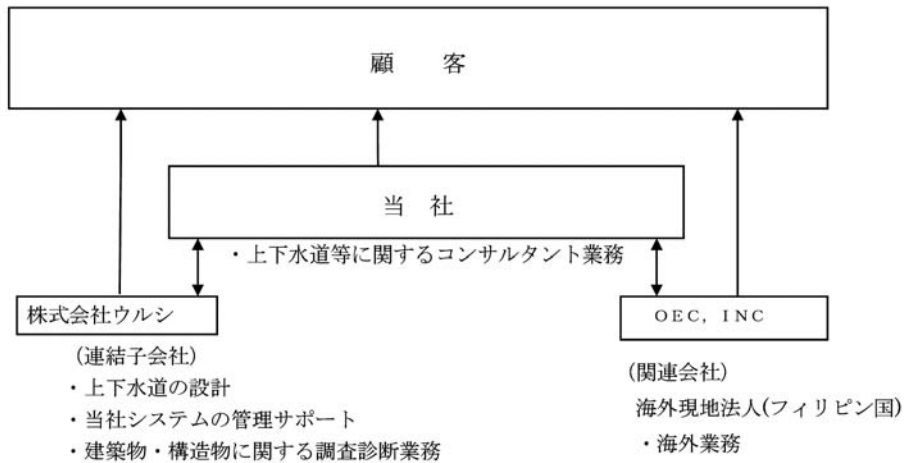 顧　客
当　社
・上下水道等に関するコンサルタント業務
株式会社ウルシ
(連結子会社)
・上下水道の設計
・当社システムの管理サポート
・建築物・構造物に関する調査診断業務
ＯＥＣ，ＩＮＣ
(関連会社)
海外現地法人(フィリピン国)
・海外業務